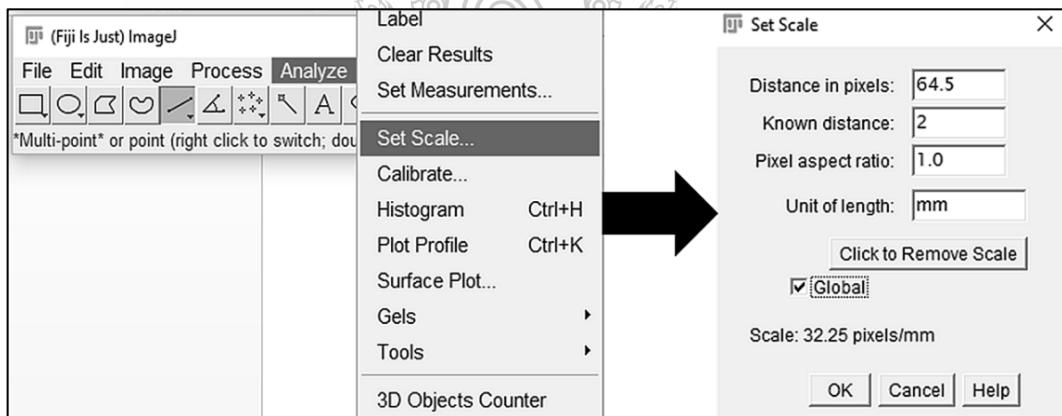 (Fiji Is Just) ImageJ
File Edit Image Process Analyze
A
*Multi-point* or point (right click to switch; dou
Label
Clear Results
Set Measurements...
Set Scale...
Calibrate...
Histogram Ctrl+H
Plot Profile Ctrl+K
Surface Plot...
Gels
Tools
3D Objects Counter
Set Scale
Distance in pixels: 64.5
Known distance: 2
Pixel aspect ratio: 1.0
Unit of length: mm
Click to Remove Scale
Global
Scale: 32.25 pixels/mm
OK Cancel Help